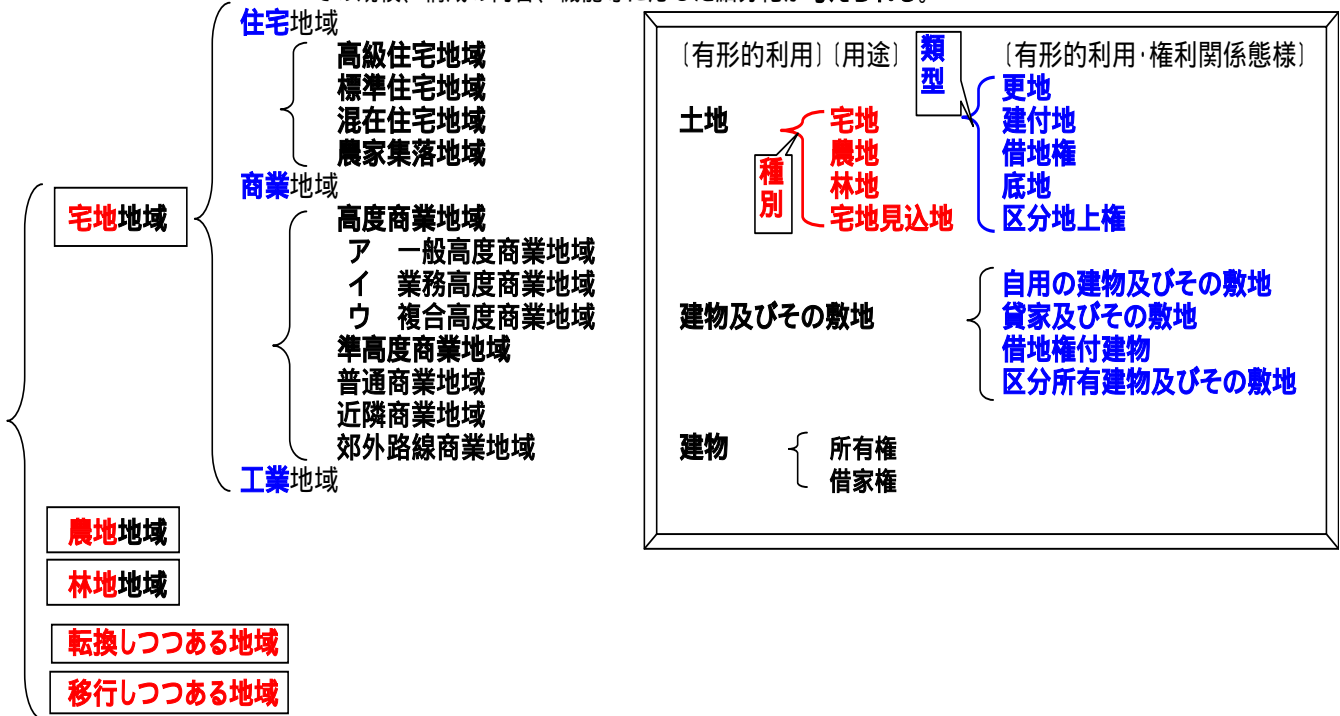 住宅地域
高級住宅地域
標準住宅地域
混在住宅地域
農家集落地域
商業地域
宅地地域
高度商業地域
ア 一般高度商業地域
イ 業務高度商業地域
ウ 複合高度商業地域
準高度商業地域
普通商業地域
近隣商業地域
郊外路線商業地域
工業地域
農地地域
林地地域
転換しつつある地域
移行しつつある地域
〔有形的利用〕〔用途〕 類型 〔有形的利用・権利関係態様〕
土地
種別
宅地
農地
林地
宅地見込地
更地
建付地
借地権
底地
区分地上権
建物及びその敷地
自用の建物及びその敷地
貸家及びその敷地
借地権付建物
区分所有建物及びその敷地
建物
所有権
借家権